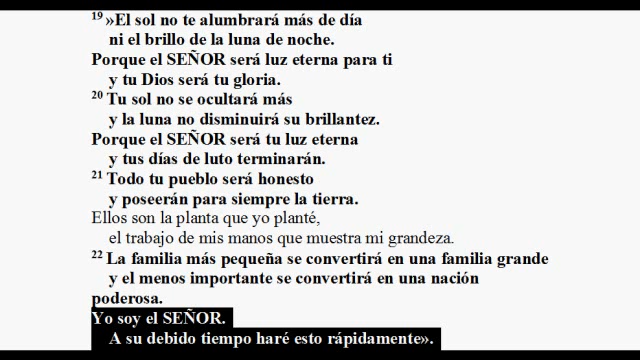 19 »El sol no te alumbrará más de día
ni el brillo de la luna de noche.
Porque el SEÑOR será luz eterna para ti
y tu Dios será tu gloria.
20 Tu sol no se ocultará más
y la luna no disminuirá su brillantez.
Porque el SEÑOR será tu luz eterna
y tus días de luto terminarán.
21 Todo tu pueblo será honesto
y poseerán para siempre la tierra.
Ellos son la planta que yo planté,
el trabajo de mis manos que muestra mi grandeza.
22 La familia más pequeña se convertirá en una familia grande
y el menos importante se convertirá en una nación
poderosa.
Yo soy el SEÑOR.
A su debido tiempo haré esto rápidamente».